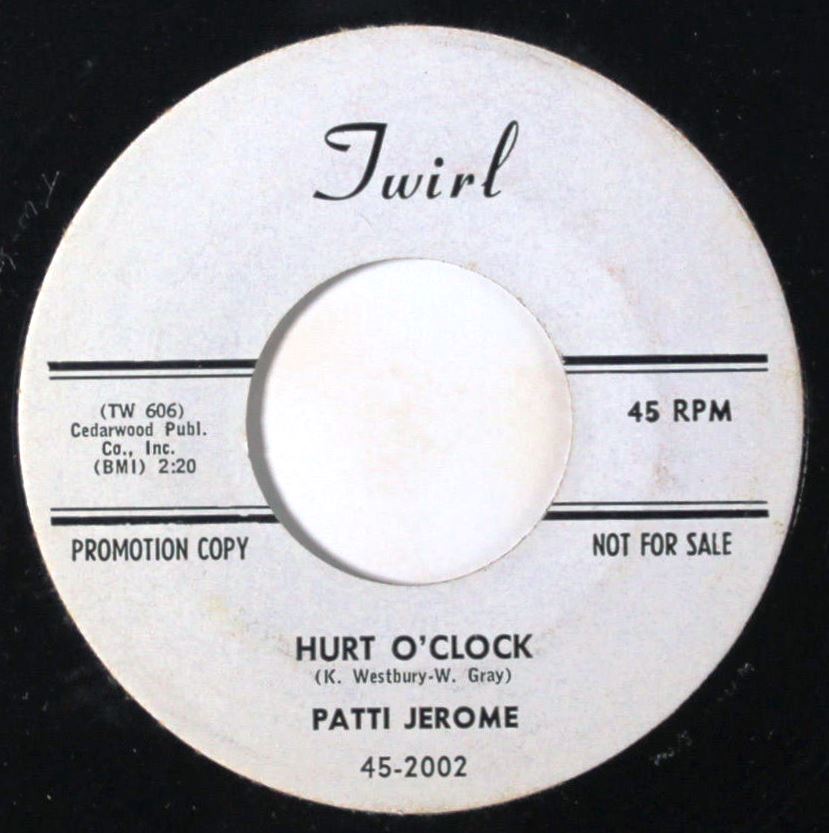 Twirl
(TW 606)
Cedarwood Publ.
Co., Inc.
(BMI) 2:20
45 RPM
PROMOTION COPY
NOT FOR SALE
HURT O'CLOCK
(K. Westbury-W. Gray)
PATTI JEROME
45-2002